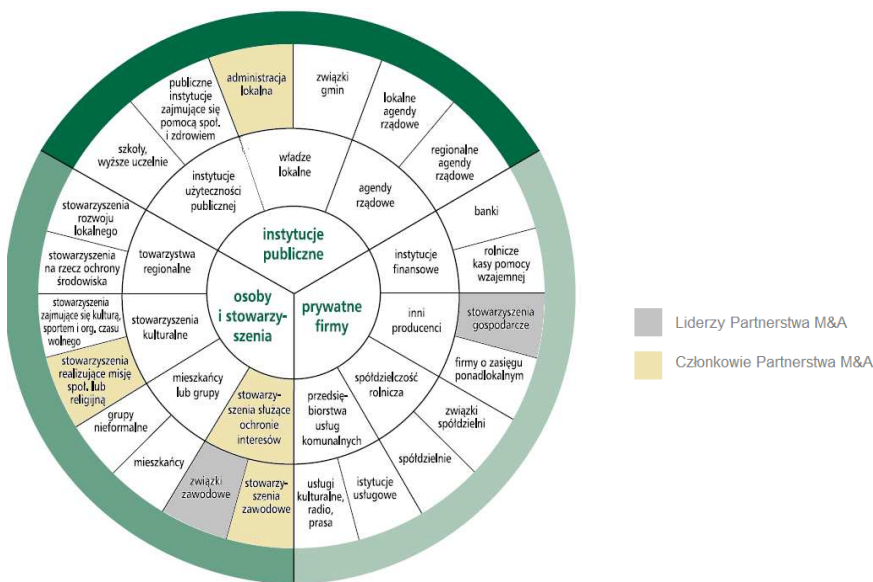 administracja
lokalna
związki
gmin
publiczne
instytucje
zajmujące się
pomocą społ.
i zdrowiem
lokalne
agendy
rządowe
szkoły,
wyższe uczelnie
regionalne
agendy
rządowe
instytucje
użyteczności
publicznej
władze
lokalne
agendy
rządowe
stowarzyszenia
rozwoju
lokalnego
banki
instytucje
publiczne
stowarzyszenia
na rzecz ochrony
środowiska
towarzystwa
regionalne
instytucje
finansowe
rolnicze
kasy pomocy
wzajemnej
osoby
i stowarzy-
szenia
prywatne
firmy
stowarzyszenia
zajmujące się kulturą,
sportem i org. czasu
wolnego
stowarzyszenia
kulturalne
inni
producenci
stowarzyszenia
gospodarcze
Liderzy Partnerstwa M&A
Członkowie Partnerstwa M&A
stowarzyszenia
realizujące misję
społ. lub
religijną
mieszkańcy
lub grupy
stowarzy-
szenia służące
ochronie
interesów
przedsię-
biorstwa
usług
komunalnych
spółdzielczość
rolnicza
firmy o zasięgu
ponadlokalnym
grupy
nieformalne
związki
spółdzielni
mieszkańcy
spółdzielnie
związki
zawodowe
stowarzy-
szenia
zawodowe
usługi
kulturalne,
radio,
prasa
istytucje
usługowe